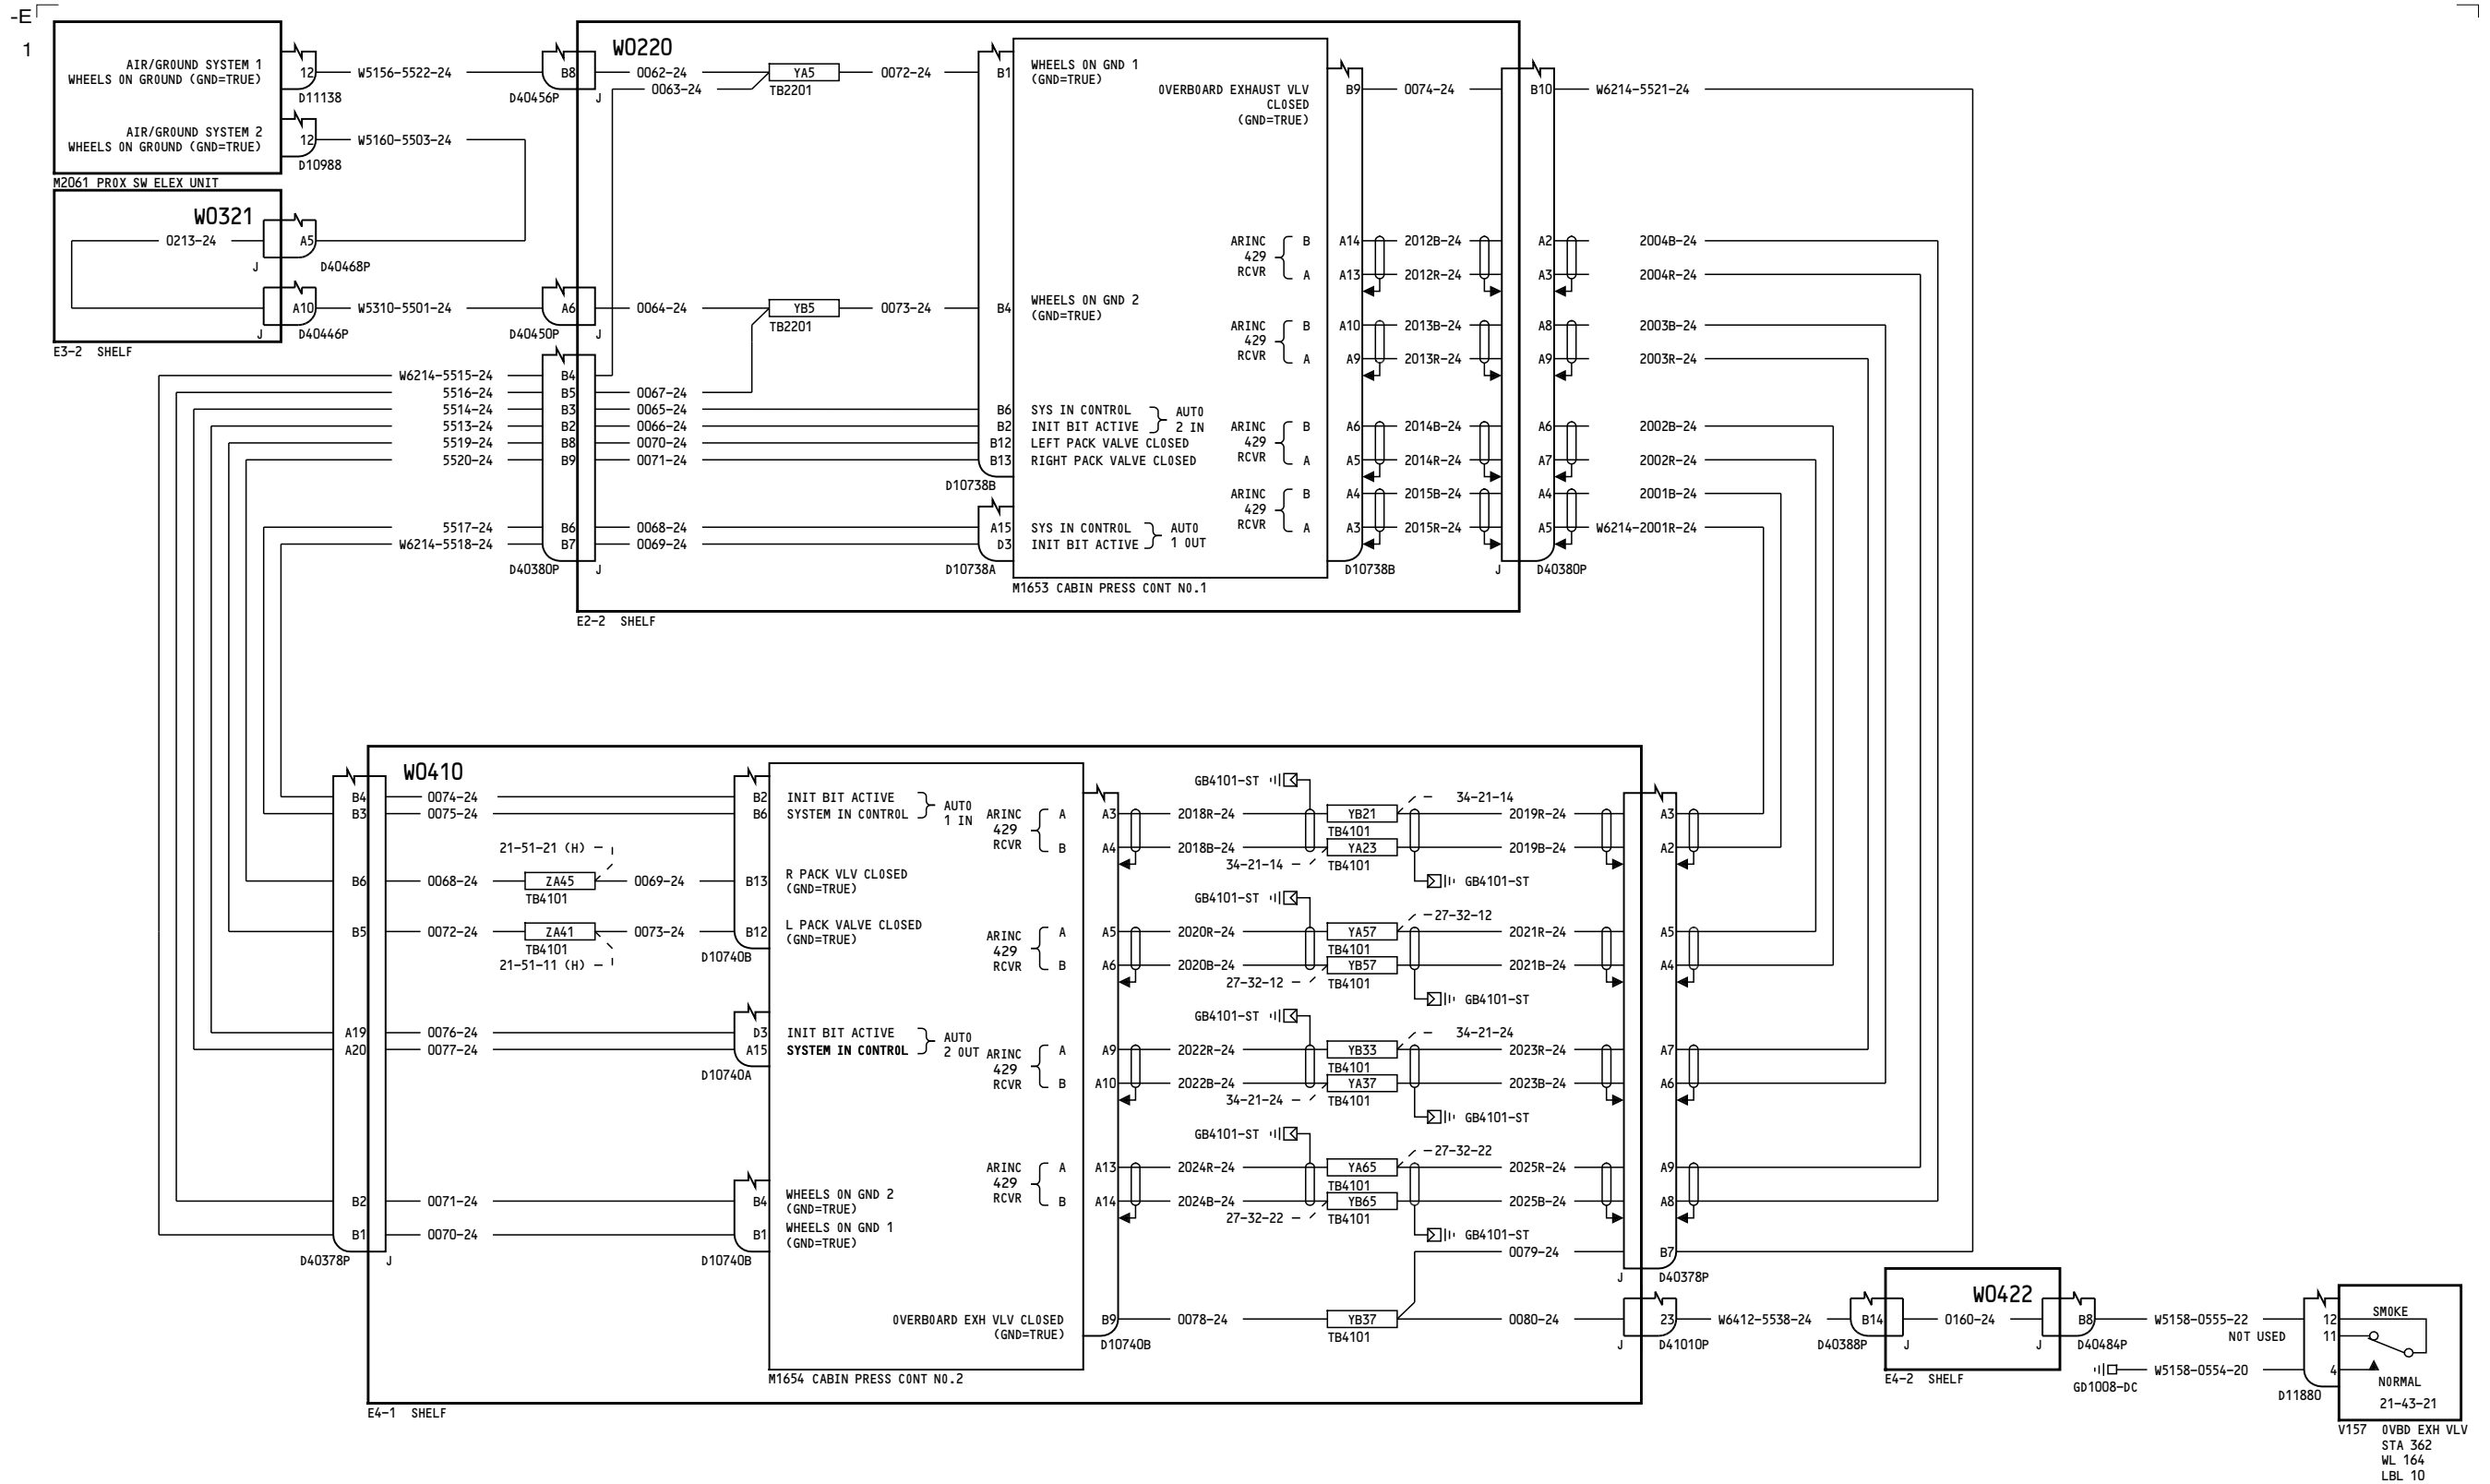 -E
1
AIR/GROUND SYSTEM 1
WHEELS ON GROUND (GND=TRUE)
12
D11138
W5156-5522-24
AIR/GROUND SYSTEM 2
WHEELS ON GROUND (GND=TRUE)
12
D10988
W5160-5503-24
M2061 PROX SW ELEX UNIT
W0321
0213-24
A5
J
D40468P
A10
J
D40446P
W5310-5501-24
E3-2 SHELF
W0220
B8
D40456P
J
0062-24
0063-24
YA5
TB2201
0072-24
A6
D40450P
J
0064-24
YB5
TB2201
0073-24
W6214-5515-24 B4
5516-24 B5 0067-24
5514-24 B3 0065-24
5513-24 B2 0066-24
5519-24 B8 0070-24
5520-24 B9 0071-24
5517-24 B6 0068-24
W6214-5518-24 B7 0069-24
D40380P
J
B1 WHEELS ON GND 1
(GND=TRUE)
B4 WHEELS ON GND 2
(GND=TRUE)
B6 SYS IN CONTROL
B2 INIT BIT ACTIVE
AUTO
2 IN
B12 LEFT PACK VALVE CLOSED
B13 RIGHT PACK VALVE CLOSED
D10738B
A15 SYS IN CONTROL
D3 INIT BIT ACTIVE
AUTO
1 OUT
D10738A
OVERBOARD EXHAUST VLV
CLOSED
(GND=TRUE)
B9 0074-24 B10 W6214-5521-24
ARINC
429
RCVR
B A14 2012B-24 A2 2004B-24
A A13 2012R-24 A3 2004R-24
ARINC
429
RCVR
B A10 2013B-24 A8 2003B-24
A A9 2013R-24 A9 2003R-24
ARINC
429
RCVR
B A6 2014B-24 A6 2002B-24
A A5 2014R-24 A7 2002R-24
ARINC
429
RCVR
B A4 2015B-24 A4 2001B-24
A A3 2015R-24 A5 W6214-2001R-24
D10738B
J
D40380P
M1653 CABIN PRESS CONT NO.1
E2-2 SHELF
W0410
B4 0074-24 B2 INIT BIT ACTIVE
B3 0075-24 B6 SYSTEM IN CONTROL
AUTO
1 IN
21-51-21 (H)
B6 0068-24 ZA45 0069-24 B13 R PACK VLV CLOSED
(GND=TRUE)
TB4101
B5 0072-24 ZA41 0073-24 B12 L PACK VALVE CLOSED
(GND=TRUE)
TB4101
21-51-11 (H)
D10740B
A19 0076-24 D3 INIT BIT ACTIVE
A20 0077-24 A15 SYSTEM IN CONTROL
AUTO
2 OUT
D10740A
B2 0071-24 B4 WHEELS ON GND 2
(GND=TRUE)
B1 0070-24 B1 WHEELS ON GND 1
(GND=TRUE)
D40378P
J
D10740B
GB4101-ST
34-21-14
ARINC
429
RCVR
A A3 2018R-24 YB21 2019R-24 A3
TB4101
B A4 2018B-24 YA23 2019B-24 A2
34-21-14
TB4101
GB4101-ST
GB4101-ST
27-32-12
ARINC
429
RCVR
A A5 2020R-24 YA57 2021R-24 A5
TB4101
B A6 2020B-24 YB57 2021B-24 A4
27-32-12
TB4101
GB4101-ST
GB4101-ST
34-21-24
ARINC
429
RCVR
A A9 2022R-24 YB33 2023R-24 A7
TB4101
B A10 2022B-24 YA37 2023B-24 A6
34-21-24
TB4101
GB4101-ST
GB4101-ST
27-32-22
ARINC
429
RCVR
A A13 2024R-24 YA65 2025R-24 A9
TB4101
B A14 2024B-24 YB65 2025B-24 A8
27-32-22
TB4101
GB4101-ST
0079-24 B7
J
D40378P
OVERBOARD EXH VLV CLOSED
(GND=TRUE)
B9 0078-24 YB37 0080-24 23
D10740B
TB4101
J
D41010P
M1654 CABIN PRESS CONT NO.2
E4-1 SHELF
W6412-5538-24
W0422
B14 0160-24 B8
D40388P
J
J
D40484P
E4-2 SHELF
W5158-0555-22
NOT USED
GD1008-DC
W5158-0554-20
12
11
4
D11880
SMOKE
NORMAL
21-43-21
V157 OVBD EXH VLV
STA 362
WL 164
LBL 10